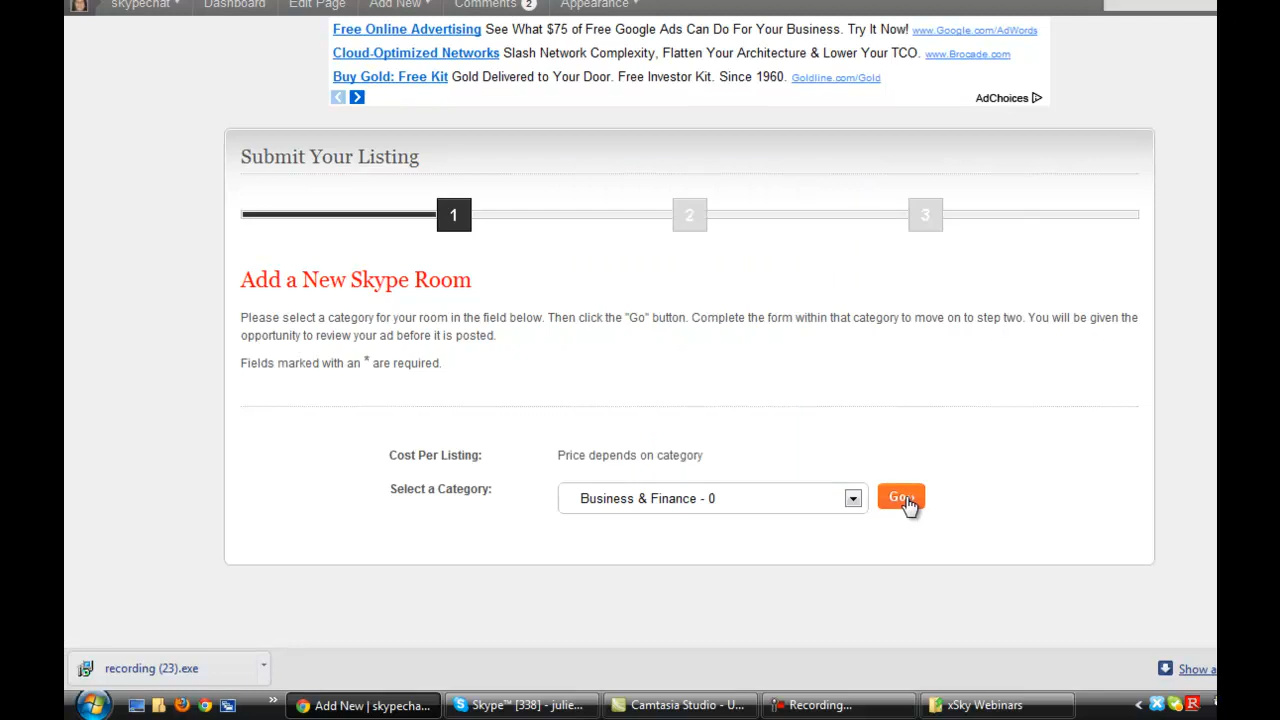 skypechat Dashboard Edit Page Add New Comments 2 Appearance
Free Online Advertising See What $75 of Free Google Ads Can Do For Your Business. Try It Now! www.Google.com/AdWords
Cloud-Optimized Networks Slash Network Complexity, Flatten Your Architecture & Lower Your TCO. www.Brocade.com
Buy Gold: Free Kit Gold Delivered to Your Door. Free Investor Kit. Since 1960. Goldline.com/Gold
AdChoices
Submit Your Listing
1 2 3
Add a New Skype Room
Please select a category for your room in the field below. Then click the "Go" button. Complete the form within that category to move on to step two. You will be given the
opportunity to review your ad before it is posted.
Fields marked with an * are required.
Cost Per Listing: Price depends on category
Select a Category: Business & Finance - 0 Go
recording (23).exe
Show a
Add New | skypecha... Skype™ [338] - julie... Camtasia Studio - U... Recording... xSky Webinars